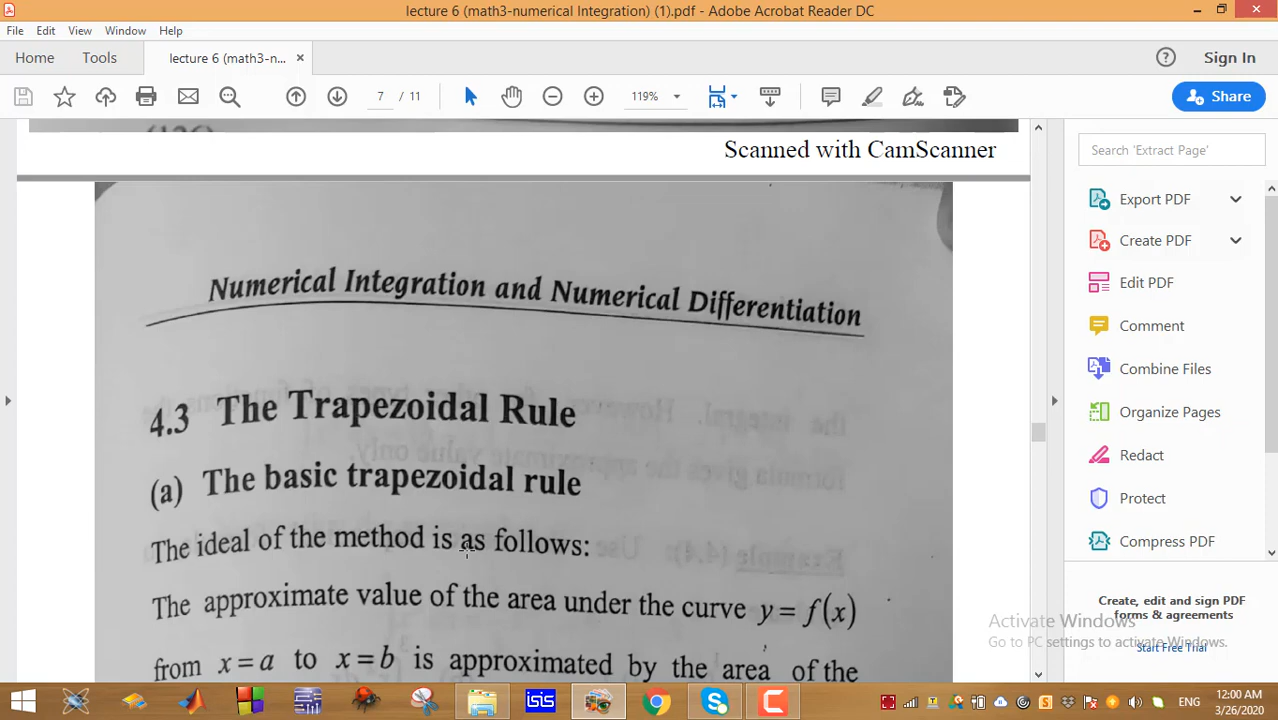 lecture 6 (math3-numerical Integration) (1).pdf - Adobe Acrobat Reader DC
File Edit View Window Help
Home Tools lecture 6 (math3-n... × Sign In
7 / 11 119% Share
Scanned with CamScanner
Numerical Integration and Numerical Differentiation
4.3 The Trapezoidal Rule
(a) The basic trapezoidal rule
The ideal of the method is as follows:
The approximate value of the area under the curve y = f(x)
from x = a to x = b is approximated by the area of the
Search 'Extract Page'
Export PDF
Create PDF
Edit PDF
Comment
Combine Files
Organize Pages
Redact
Protect
Compress PDF
Create, edit and sign PDF
forms & agreements
Start Free Trial
Activate Windows
Go to PC settings to activate Windows.
isis
ENG
12:00 AM
3/26/2020